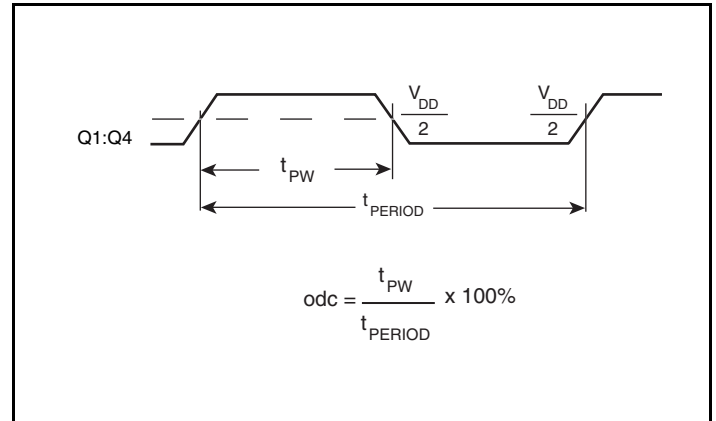 V_DD / 2
V_DD / 2
Q1:Q4
t_PW
t_PERIOD
odc = t_PW / t_PERIOD x 100%